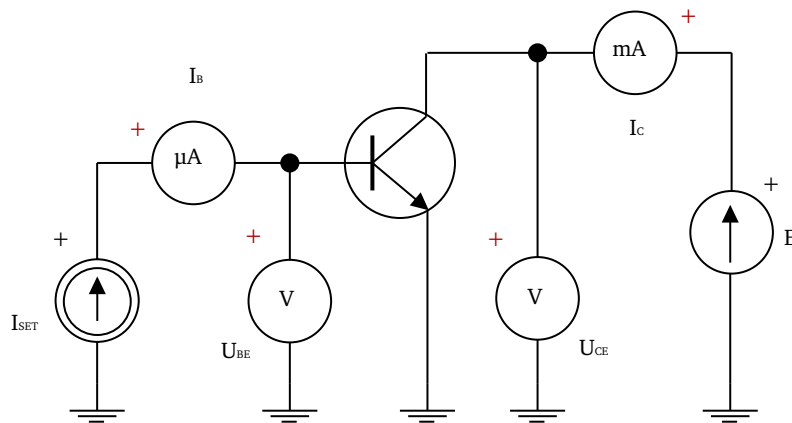 +
mA
I_B
+
µA
I_C
+
+
+
+
E
V
V
I_SET
U_BE
U_CE